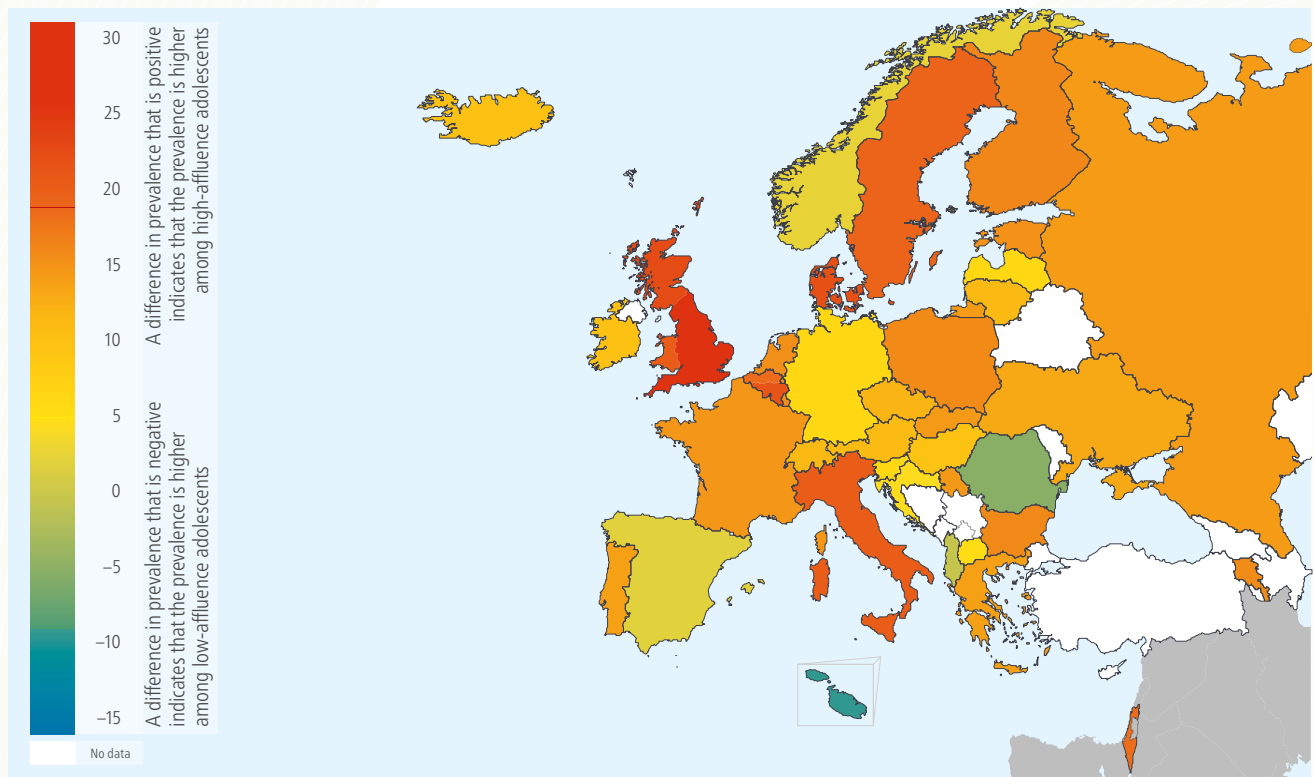 30
25
20
15
10
5
0
–5
–10
–15
No data
A difference in prevalence that is positive
indicates that the prevalence is higher
among high-affluence adolescents
A difference in prevalence that is negative
indicates that the prevalence is higher
among low-affluence adolescents